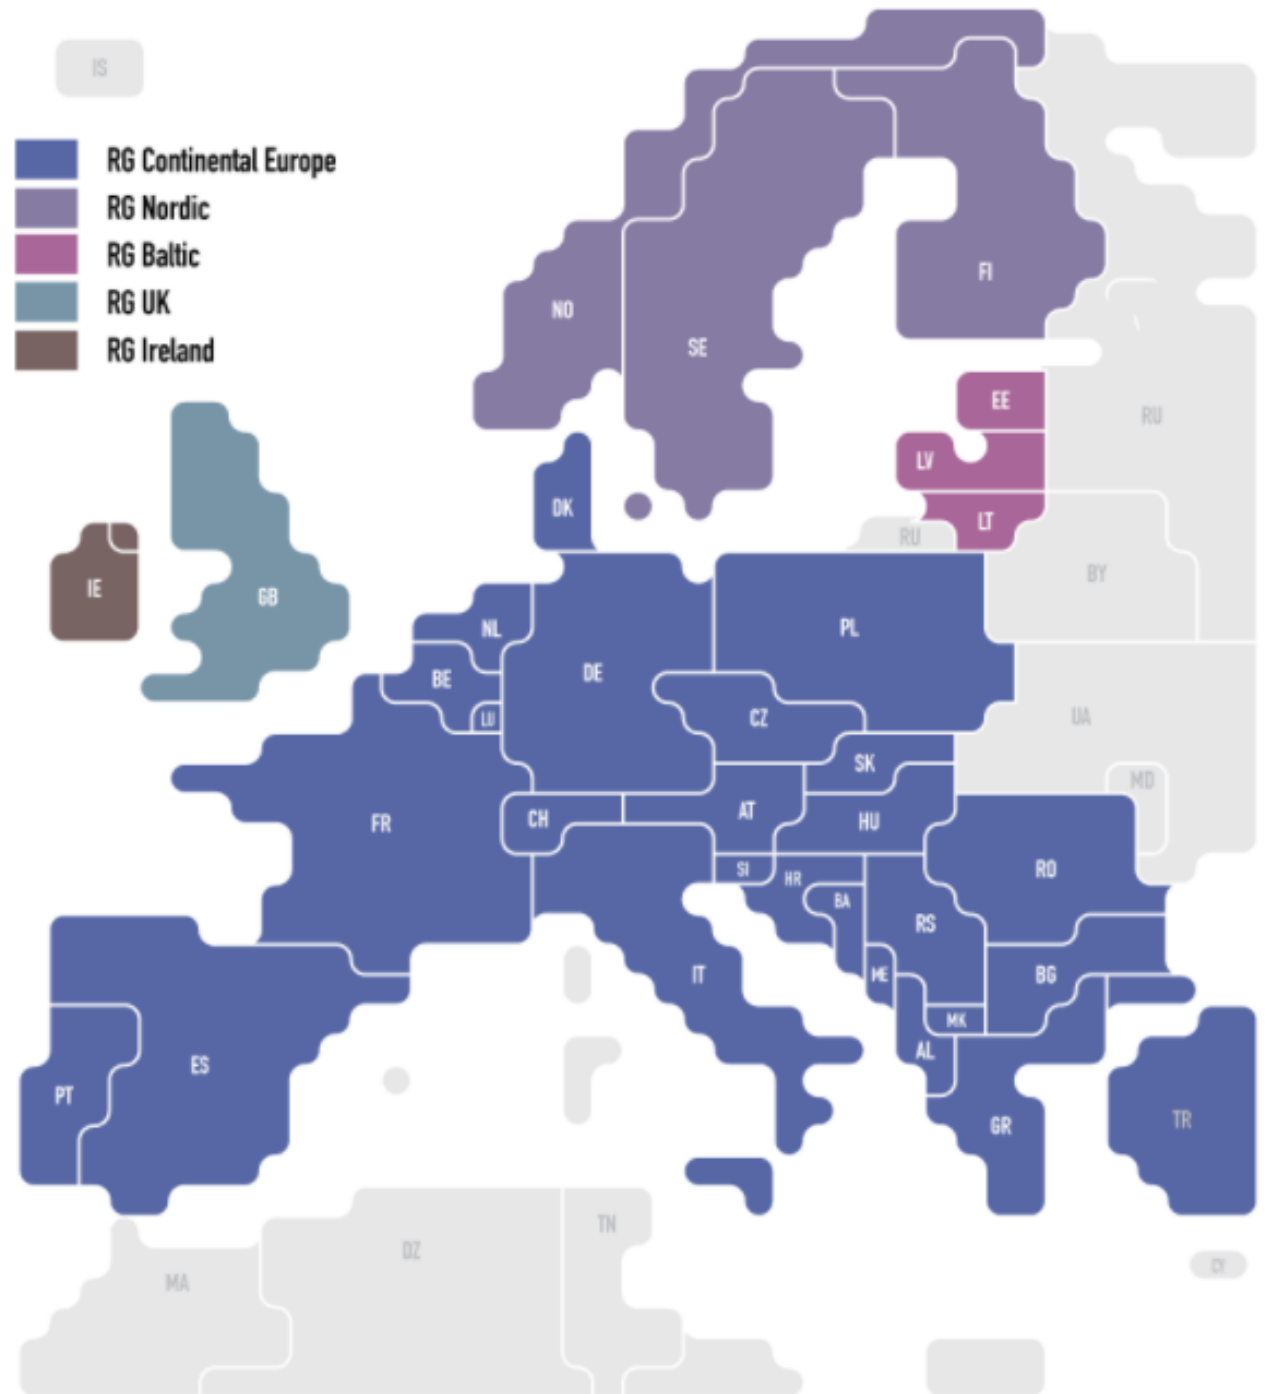 IS
RG Continental Europe
RG Nordic
RG Baltic
RG UK
RG Ireland
FI
NO
SE
EE
RU
LV
DK
LT
RU
BY
IE
GB
NL
PL
DE
BE
LU
CZ
UA
SK
MD
FR
CH
AT
HU
SI
HR
RO
BA
RS
IT
ME
BG
MK
AL
ES
PT
GR
TR
TN
DZ
MA
CY